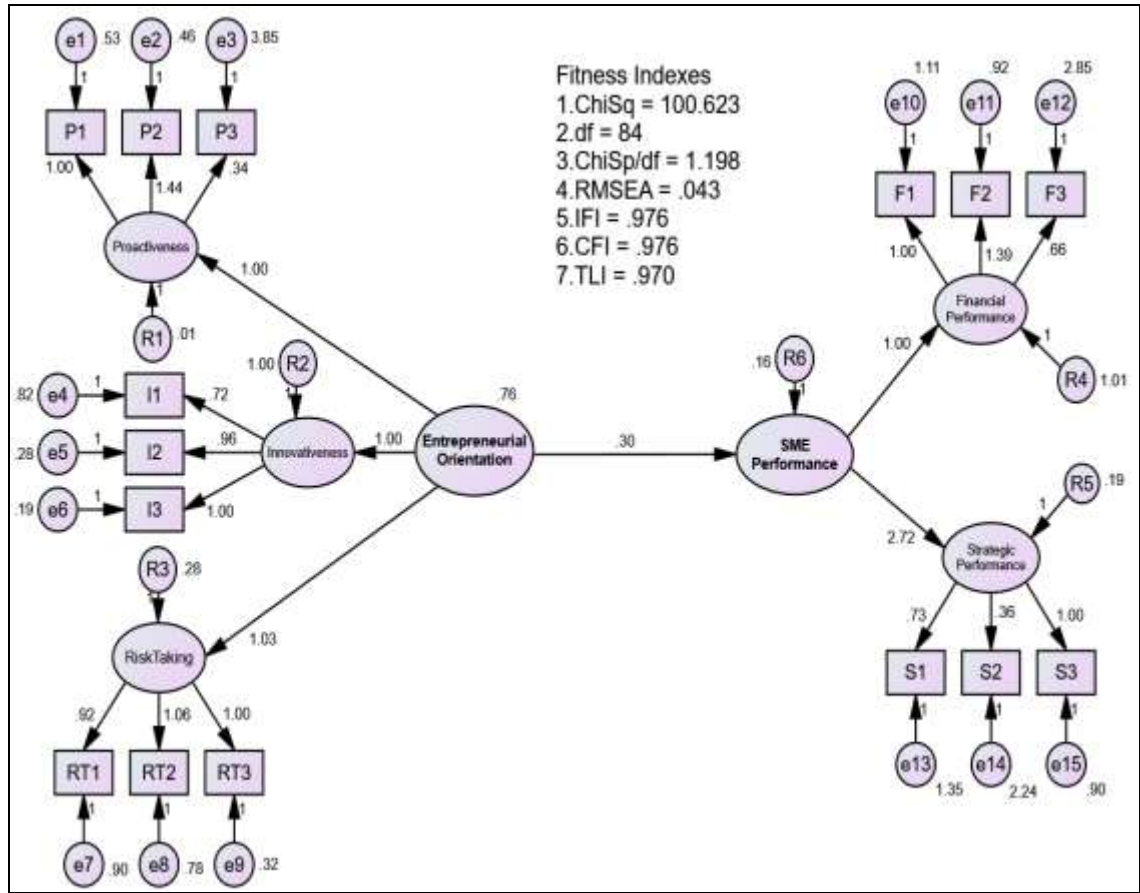 e1 .53 e2 .46 e3 3.85
1 1 1
P1 P2 P3
1.00 1.44 .34
Proactiveness
1
R1 .01
1.00
Fitness Indexes
1.ChiSq = 100.623
2.df = 84
3.ChiSp/df = 1.198
4.RMSEA = .043
5.IFI = .976
6.CFI = .976
7.TLI = .970
1.11 .92 2.85
e10 e11 e12
1 1 1
F1 F2 F3
1.00 1.39 .66
Financial
Performance
1.00
1
R4 1.01
1.00 R2
1
.82 e4 1 I1 .72
.28 e5 1 I2 .96
.19 e6 1 I3 1.00
Innovativeness
1.00
.76
Entrepreneurial
Orientation
.30
.16 R6
1
SME
Performance
2.72
R5 .19
1
Strategic
Performance
.73 .36 1.00
S1 S2 S3
1 1 1
e13 e14 e15
1.35 2.24 .90
R3 .28
1
RiskTaking
1.03
.92 1.06 1.00
RT1 RT2 RT3
1 1 1
e7 .90 e8 .78 e9 .32